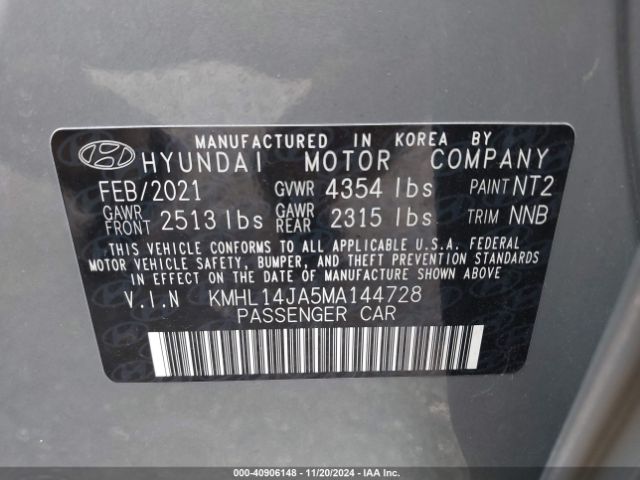 MANUFACTURED IN KOREA BY
HYUNDAI MOTOR COMPANY
FEB/2021 GVWR 4354 lbs PAINT NT2
GAWR FRONT 2513 lbs GAWR REAR 2315 lbs TRIM NNB
THIS VEHICLE CONFORMS TO ALL APPLICABLE U.S.A. FEDERAL
MOTOR VEHICLE SAFETY, BUMPER, AND THEFT PREVENTION STANDARDS
IN EFFECT ON THE DATE OF MANUFACTURE SHOWN ABOVE
V.I.N KMHL14JA5MA144728
PASSENGER CAR
000-40906148 — 11/20/2024 — IAA Inc.